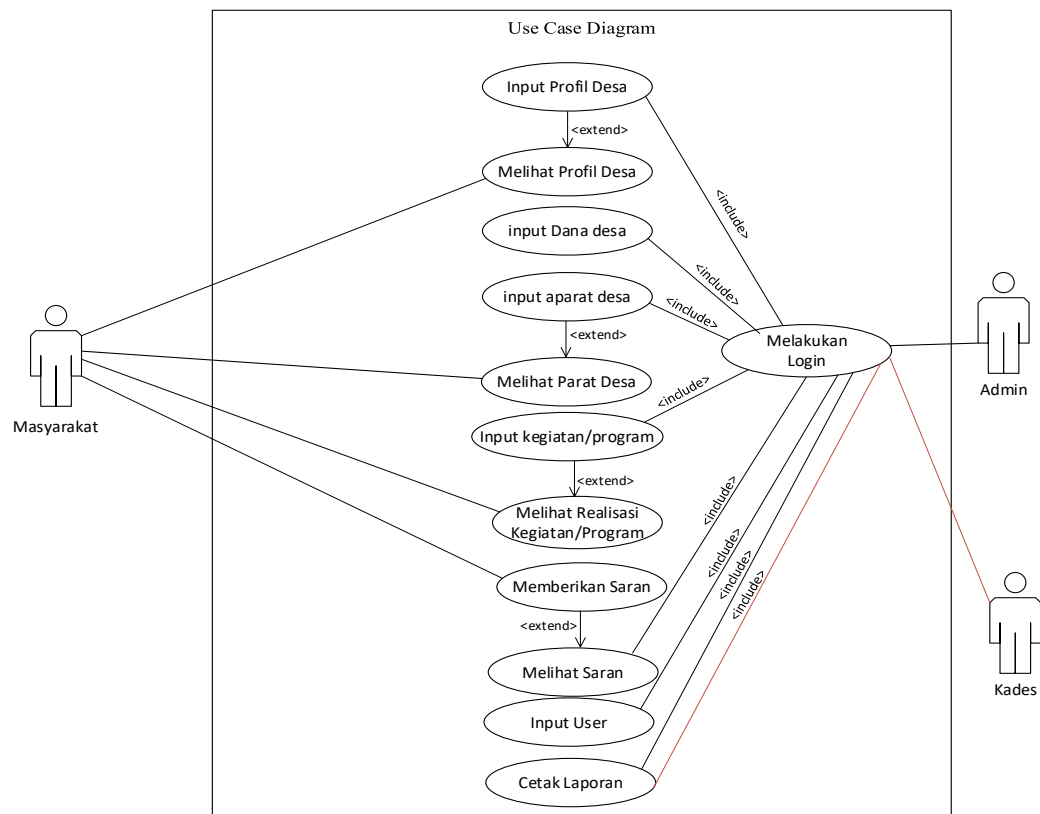 Use Case Diagram
Input Profil Desa
<extend>
Melihat Profil Desa
<include>
input Dana desa
<include>
input aparat desa
<include>
<extend>
Melakukan
Login
Admin
Melihat Parat Desa
<include>
Masyarakat
Input kegiatan/program
<extend>
<include>
Melihat Realisasi
Kegiatan/Program
<include>
<include>
<include>
Memberikan Saran
<extend>
Melihat Saran
Kades
Input User
Cetak Laporan